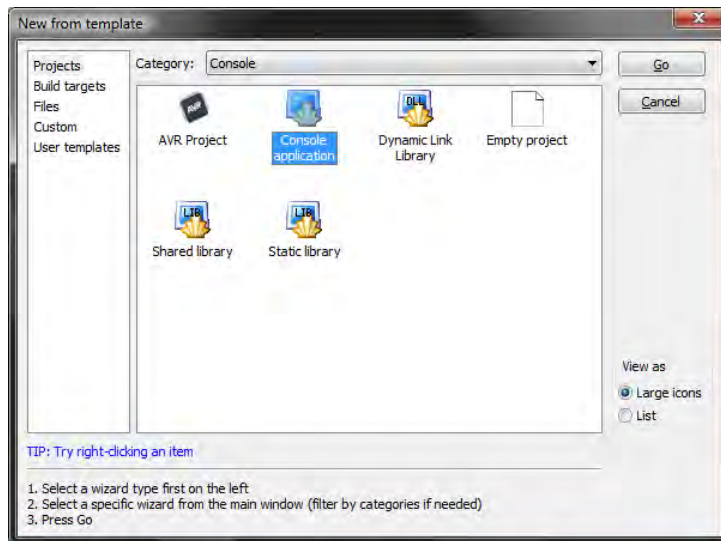 New from template
Projects
Build targets
Files
Custom
User templates
Category: Console
Go
Cancel
AVR
AVR Project
Console
application
DLL
Dynamic Link
Library
Empty project
LIB
Shared library
LIB
Static library
View as
Large icons
List
TIP: Try right-clicking an item
1. Select a wizard type first on the left
2. Select a specific wizard from the main window (filter by categories if needed)
3. Press Go